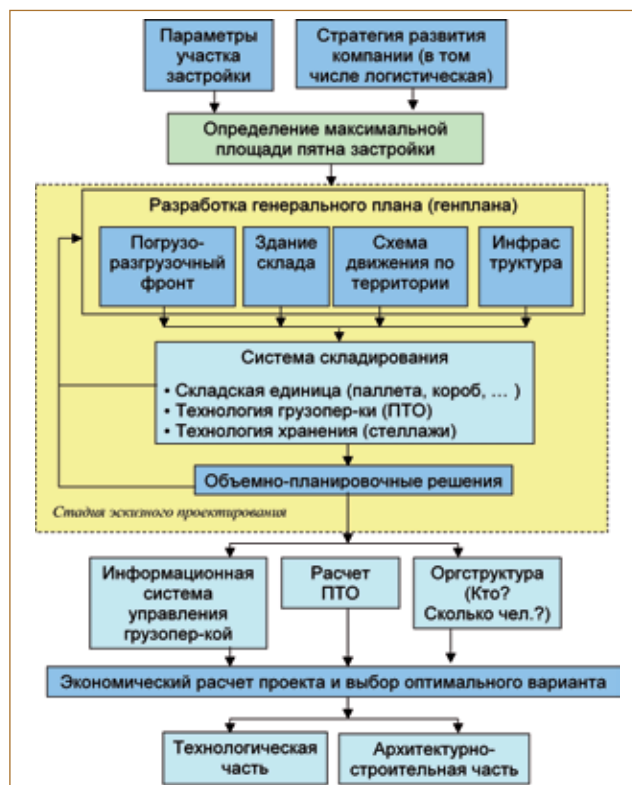 Параметры
участка
застройки
Стратегия развития
компании (в том
числе логистическая)
Определение максимальной
площади пятна застройки
Разработка генерального плана (генплана)
Погрузо-
разгрузочный
фронт
Здание
склада
Схема
движения по
территории
Инфрас
труктура
Система складирования
• Складская единица (паллета, короб, ... )
• Технология грузопер-ки (ПТО)
• Технология хранения (стеллажи)
Объемно-планировочные решения
Стадия эскизного проектирования
Информационная
система
управления
грузопер-кой
Расчет
ПТО
Оргструктура
(Кто?
Сколько чел.?)
Экономический расчет проекта и выбор оптимального варианта
Технологическая
часть
Архитектурно-
строительная часть